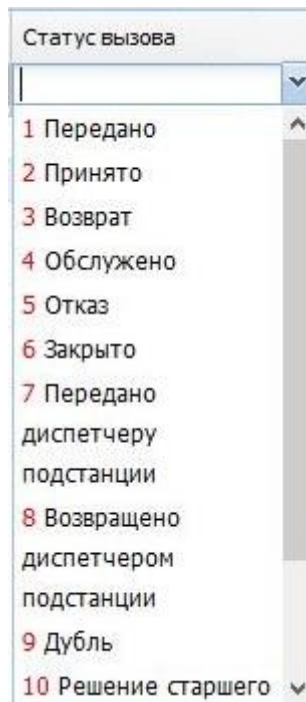 Статус вызова
1 Передано
2 Принято
3 Возврат
4 Обслужено
5 Отказ
6 Закрыто
7 Передано
диспетчеру
подстанции
8 Возвращено
диспетчером
подстанции
9 Дубль
10 Решение старшего